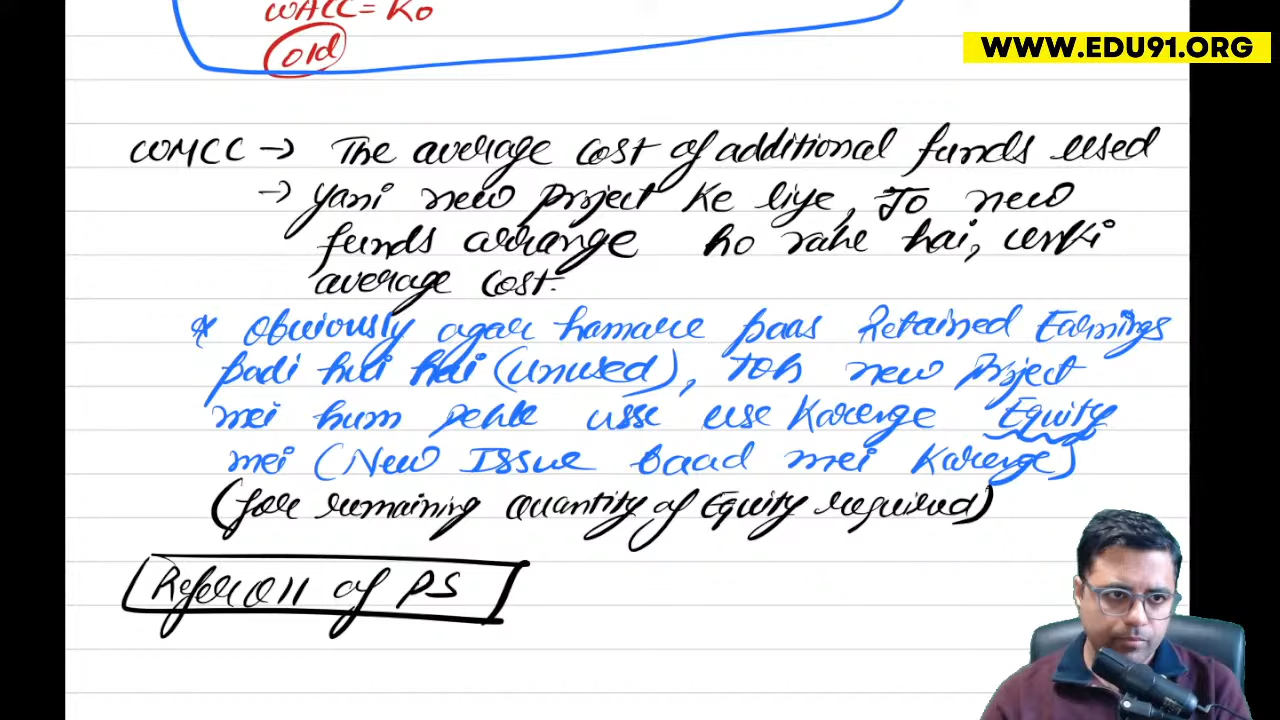 WACC = Ko
WWW.EDU91.ORG
old
WMCC → The average cost of additional funds used
→ yani new project ke liye, Jo new
funds arrange ho rahe hai, unki
average cost.
* Obviously agar hamare paas Retained Earnings
padi hui hai (unused), toh new project
mei hum pehle usse use Karenge Equity
mei (New Issue baad mei Karenge)
(for remaining quantity of Equity required)
Refer Q11 of PS